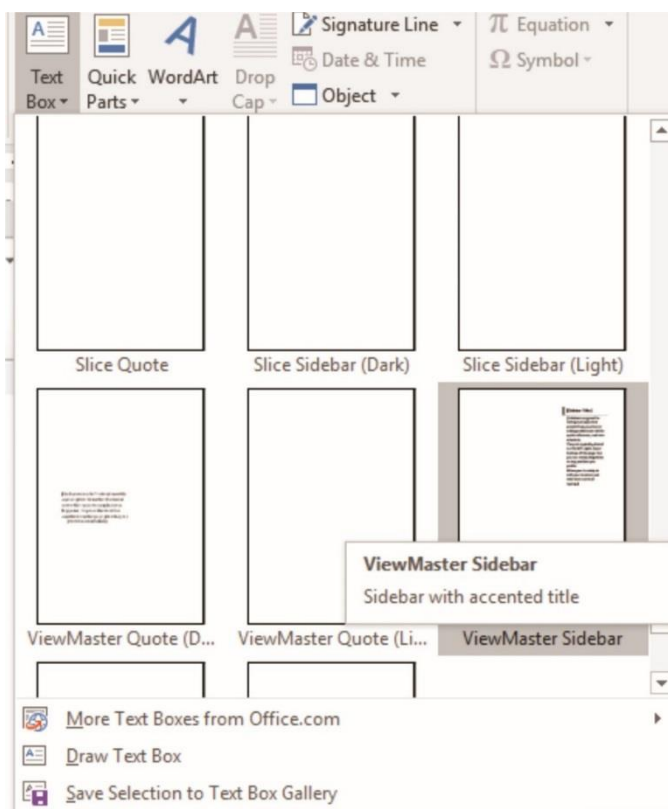 Signature Line
π Equation
Date & Time
Ω Symbol
Text Box
Quick Parts
WordArt
Drop Cap
Object
Slice Quote
Slice Sidebar (Dark)
Slice Sidebar (Light)
[Sidebar Title]
ViewMaster Sidebar
Sidebar with accented title
ViewMaster Quote (D...
ViewMaster Quote (Li...
ViewMaster Sidebar
More Text Boxes from Office.com
Draw Text Box
Save Selection to Text Box Gallery